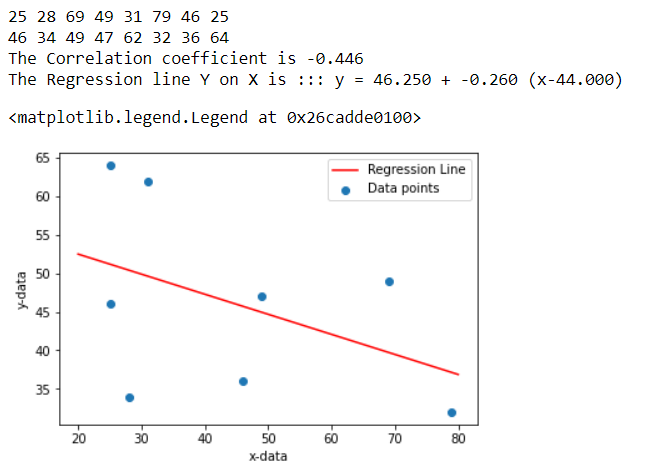 25 28 69 49 31 79 46 25
46 34 49 47 62 32 36 64
The Correlation coefficient is -0.446
The Regression line Y on X is ::: y = 46.250 + -0.260 (x-44.000)
<matplotlib.legend.Legend at 0x26cadde0100>
Regression Line
Data points
65
60
55
50
45
40
35
y-data
20 30 40 50 60 70 80
x-data